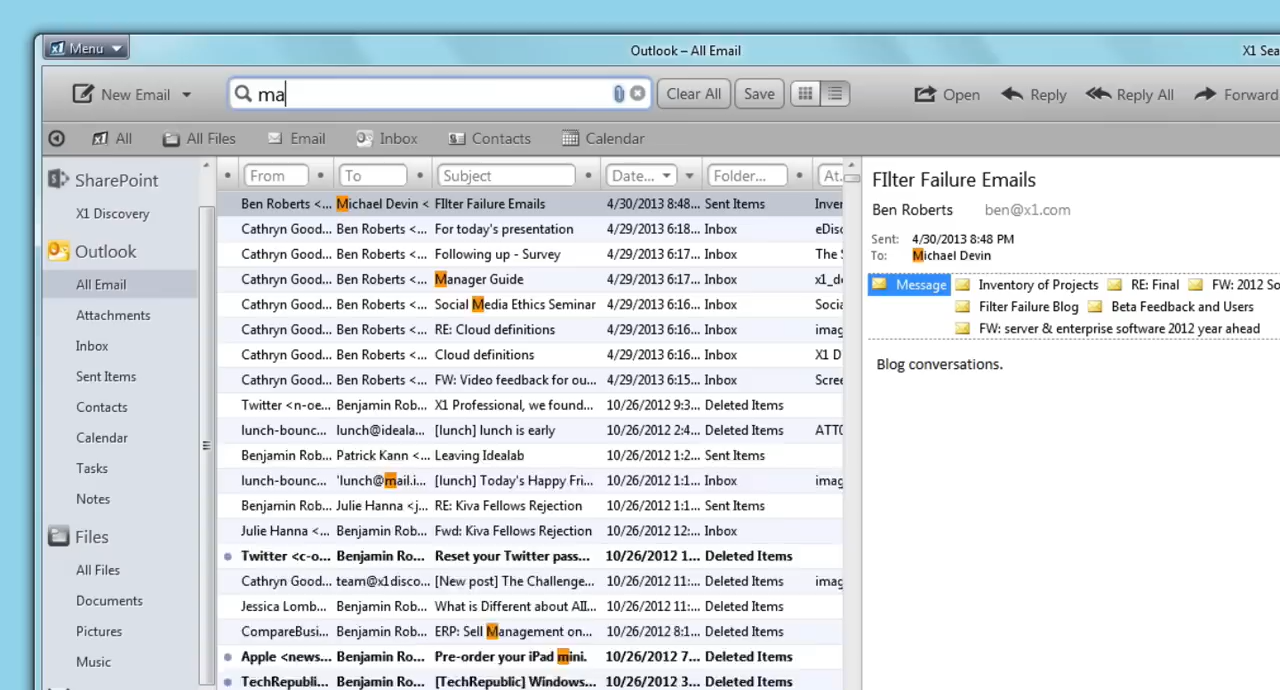 x1 Menu
Outlook – All Email
X1 Sea
New Email
ma
Clear All
Save
Open
Reply
Reply All
Forward
All
All Files
Email
Inbox
Contacts
Calendar
SharePoint
X1 Discovery
Outlook
All Email
Attachments
Inbox
Sent Items
Contacts
Calendar
Tasks
Notes
Files
All Files
Documents
Pictures
Music
From To Subject Date... Folder... At.
Ben Roberts <... Michael Devin < FIlter Failure Emails 4/30/2013 8:48... Sent Items Inver
Cathryn Good... Ben Roberts <... For today's presentation 4/29/2013 6:18... Inbox eDisc
Cathryn Good... Ben Roberts <... Following up - Survey 4/29/2013 6:17... Inbox The S
Cathryn Good... Ben Roberts <... Manager Guide 4/29/2013 6:17... Inbox x1_de
Cathryn Good... Ben Roberts <... Social Media Ethics Seminar 4/29/2013 6:16... Inbox Socia
Cathryn Good... Ben Roberts <... RE: Cloud definitions 4/29/2013 6:16... Inbox imag
Cathryn Good... Ben Roberts <... Cloud definitions 4/29/2013 6:16... Inbox X1 D
Cathryn Good... Ben Roberts <... FW: Video feedback for ou... 4/29/2013 6:15... Inbox Scree
Twitter <n-oe... Benjamin Rob... X1 Professional, we found... 10/26/2012 9:3... Deleted Items
lunch-bounc... lunch@ideala... [lunch] lunch is early 10/26/2012 2:4... Deleted Items ATT0
Benjamin Rob... Patrick Kann <... Leaving Idealab 10/26/2012 1:2... Sent Items
lunch-bounc... 'lunch@mail.i... [lunch] Today's Happy Fri... 10/26/2012 1:1... Inbox imag
Benjamin Rob... Julie Hanna <j... RE: Kiva Fellows Rejection 10/26/2012 1:1... Sent Items
Julie Hanna <... Benjamin Rob... Fwd: Kiva Fellows Rejection 10/26/2012 12:... Inbox
Twitter <c-o... Benjamin Ro... Reset your Twitter pass... 10/26/2012 1... Deleted Items
Cathryn Good... team@x1disco... [New post] The Challenge... 10/26/2012 11:... Deleted Items imag
Jessica Lomb... Benjamin Rob... What is Different about AII... 10/26/2012 11:... Deleted Items
CompareBusi... Benjamin Rob... ERP: Sell Management on... 10/26/2012 8:1... Deleted Items
Apple <news... Benjamin Ro... Pre-order your iPad mini. 10/26/2012 7... Deleted Items
TechRepubli... Benjamin Ro... [TechRepublic] Windows... 10/26/2012 3... Deleted Items
FIlter Failure Emails
Ben Roberts ben@x1.com
Sent: 4/30/2013 8:48 PM
To: Michael Devin
Message Inventory of Projects RE: Final FW: 2012 So
Filter Failure Blog Beta Feedback and Users
FW: server & enterprise software 2012 year ahead
Blog conversations.